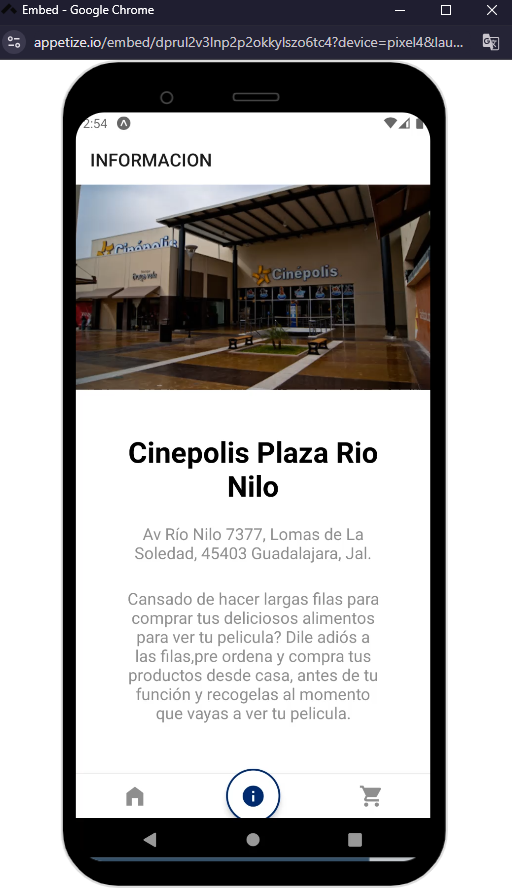 Embed - Google Chrome
appetize.io/embed/dprul2v3lnp2p2okkylszo6tc4?device=pixel4&lau...
2:54
INFORMACION
Cinépolis
Cinépolis
Cinepolis Plaza Rio
Nilo
Av Río Nilo 7377, Lomas de La
Soledad, 45403 Guadalajara, Jal.
Cansado de hacer largas filas para
comprar tus deliciosos alimentos
para ver tu pelicula? Dile adiós a
las filas,pre ordena y compra tus
productos desde casa, antes de tu
función y recogelas al momento
que vayas a ver tu pelicula.